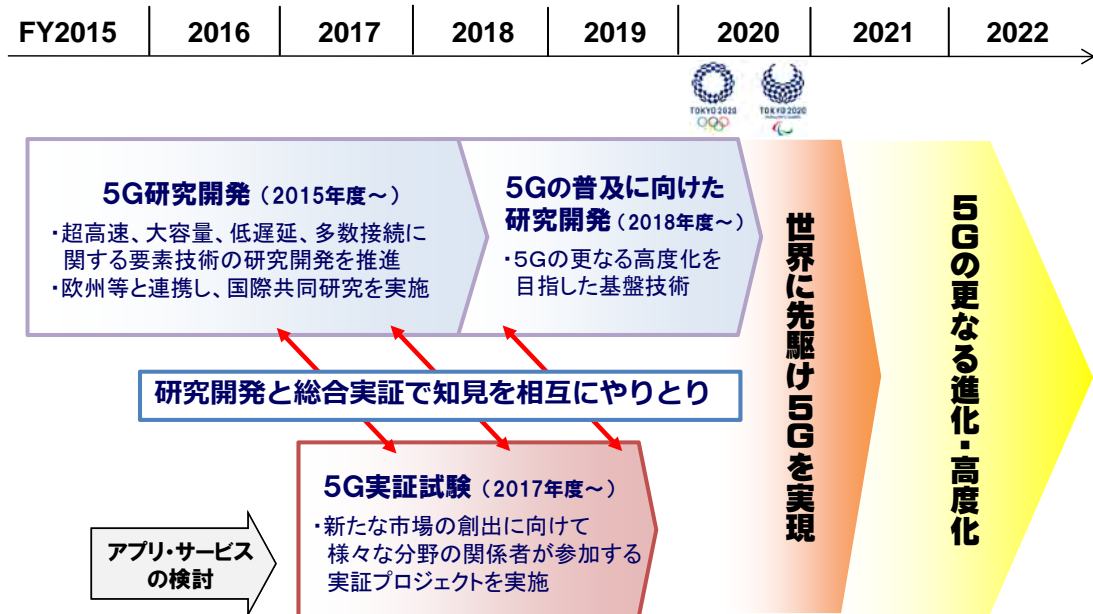 FY2015 2016 2017 2018 2019 2020 2021 2022
TOKYO 2020
TOKYO 2020
5G研究開発(2015年度～)
・超高速、大容量、低遅延、多数接続に
関する要素技術の研究開発を推進
・欧州等と連携し、国際共同研究を実施
5Gの普及に向けた
研究開発(2018年度～)
・5Gの更なる高度化を
目指した基盤技術
世界に先駆け5Gを実現
5Gの更なる進化・高度化
研究開発と総合実証で知見を相互にやりとり
5G実証試験(2017年度～)
・新たな市場の創出に向けて
様々な分野の関係者が参加する
実証プロジェクトを実施
アプリ・サービス
の検討